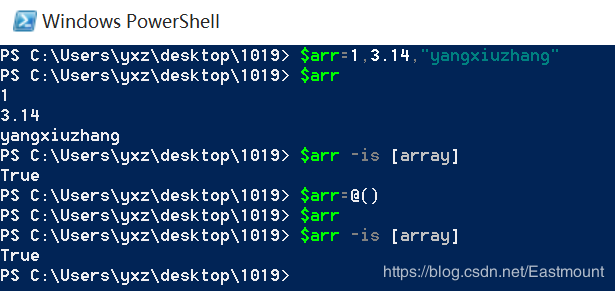 Windows PowerShell
PS C:\Users\yxz\desktop\1019> $arr=1,3.14,"yangxiuzhang"
PS C:\Users\yxz\desktop\1019> $arr
1
3.14
yangxiuzhang
PS C:\Users\yxz\desktop\1019> $arr -is [array]
True
PS C:\Users\yxz\desktop\1019> $arr=@()
PS C:\Users\yxz\desktop\1019> $arr
PS C:\Users\yxz\desktop\1019> $arr -is [array]
True
PS C:\Users\yxz\desktop\1019>
https://blog.csdn.net/Eastmount